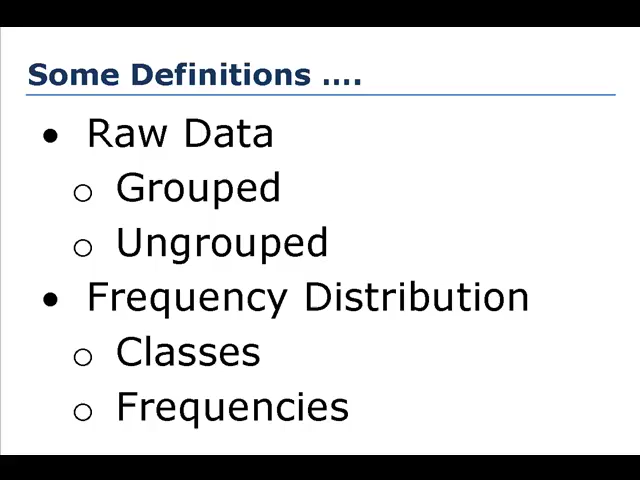 Some Definitions ....
• Raw Data
o Grouped
o Ungrouped
• Frequency Distribution
o Classes
o Frequencies